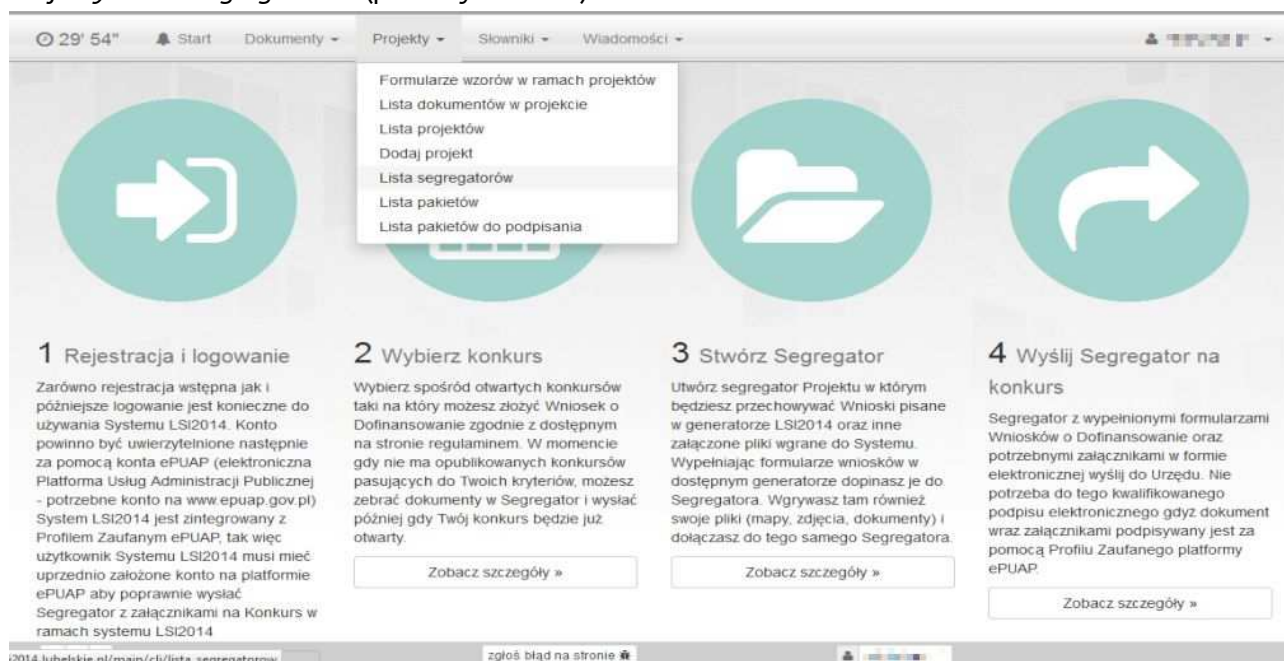 29' 54" Start Dokumenty Projekty Słowniki Wiadomości
Formularze wzorów w ramach projektów
Lista dokumentów w projekcie
Lista projektów
Dodaj projekt
Lista segregatorów
Lista pakietów
Lista pakietów do podpisania
1 Rejestracja i logowanie
Zarówno rejestracja wstępna jak i
późniejsze logowanie jest konieczne do
używania Systemu LSI2014. Konto
powinno być uwierzytelnione następnie
za pomocą konta ePUAP (elektroniczna
Platforma Usług Administracji Publicznej
- potrzebne konto na www.epuap.gov.pl)
System LSI2014 jest zintegrowany z
Profilem Zaufanym ePUAP, tak więc
użytkownik Systemu LSI2014 musi mieć
uprzednio założone konto na platformie
ePUAP aby poprawnie wysłać
Segregator z załącznikami na Konkurs w
ramach systemu LSI2014
2 Wybierz konkurs
Wybierz spośród otwartych konkursów
taki na który możesz złożyć Wniosek o
Dofinansowanie zgodnie z dostępnym
na stronie regulaminem. W momencie
gdy nie ma opublikowanych konkursów
pasujących do Twoich kryteriów, możesz
zebrać dokumenty w Segregator i wysłać
później gdy Twój konkurs będzie już
otwarty.
Zobacz szczegóły »
3 Stwórz Segregator
Utwórz segregator Projektu w którym
będziesz przechowywać Wnioski pisane
w generatorze LSI2014 oraz inne
załączone pliki wgrane do Systemu.
Wypełniając formularze wniosków w
dostępnym generatorze dopinasz je do
Segregatora. Wgrywasz tam również
swoje pliki (mapy, zdjęcia, dokumenty) i
dołączasz do tego samego Segregatora.
Zobacz szczegóły »
4 Wyślij Segregator na
konkurs
Segregator z wypełnionymi formularzami
Wniosków o Dofinansowanie oraz
potrzebnymi załącznikami w formie
elektronicznej wyślij do Urzędu. Nie
potrzeba do tego kwalifikowanego
podpisu elektronicznego gdyż dokument
wraz załącznikami podpisywany jest za
pomocą Profilu Zaufanego platformy
ePUAP.
Zobacz szczegóły »
2014.lubelskie.pl/main/cli/lista_segregatorow
zgłoś błąd na stronie